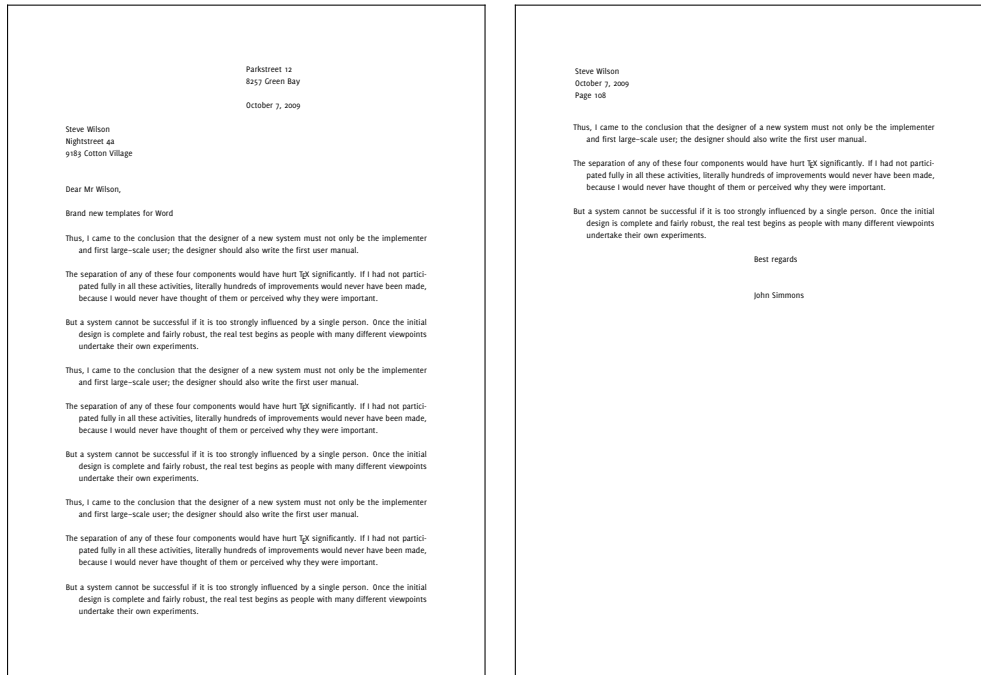 Parkstreet 12
8257 Green Bay
October 7, 2009
Steve Wilson
Nightstreet 4a
9183 Cotton Village
Dear Mr Wilson,
Brand new templates for Word
Thus, I came to the conclusion that the designer of a new system must not only be the implementer
and first large-scale user; the designer should also write the first user manual.
The separation of any of these four components would have hurt TEX significantly. If I had not partici-
pated fully in all these activities, literally hundreds of improvements would never have been made,
because I would never have thought of them or perceived why they were important.
But a system cannot be successful if it is too strongly influenced by a single person. Once the initial
design is complete and fairly robust, the real test begins as people with many different viewpoints
undertake their own experiments.
Thus, I came to the conclusion that the designer of a new system must not only be the implementer
and first large-scale user; the designer should also write the first user manual.
The separation of any of these four components would have hurt TEX significantly. If I had not partici-
pated fully in all these activities, literally hundreds of improvements would never have been made,
because I would never have thought of them or perceived why they were important.
But a system cannot be successful if it is too strongly influenced by a single person. Once the initial
design is complete and fairly robust, the real test begins as people with many different viewpoints
undertake their own experiments.
Thus, I came to the conclusion that the designer of a new system must not only be the implementer
and first large-scale user; the designer should also write the first user manual.
The separation of any of these four components would have hurt TEX significantly. If I had not partici-
pated fully in all these activities, literally hundreds of improvements would never have been made,
because I would never have thought of them or perceived why they were important.
But a system cannot be successful if it is too strongly influenced by a single person. Once the initial
design is complete and fairly robust, the real test begins as people with many different viewpoints
undertake their own experiments.
Steve Wilson
October 7, 2009
Page 108
Thus, I came to the conclusion that the designer of a new system must not only be the implementer
and first large-scale user; the designer should also write the first user manual.
The separation of any of these four components would have hurt TEX significantly. If I had not partici-
pated fully in all these activities, literally hundreds of improvements would never have been made,
because I would never have thought of them or perceived why they were important.
But a system cannot be successful if it is too strongly influenced by a single person. Once the initial
design is complete and fairly robust, the real test begins as people with many different viewpoints
undertake their own experiments.
Best regards
John Simmons